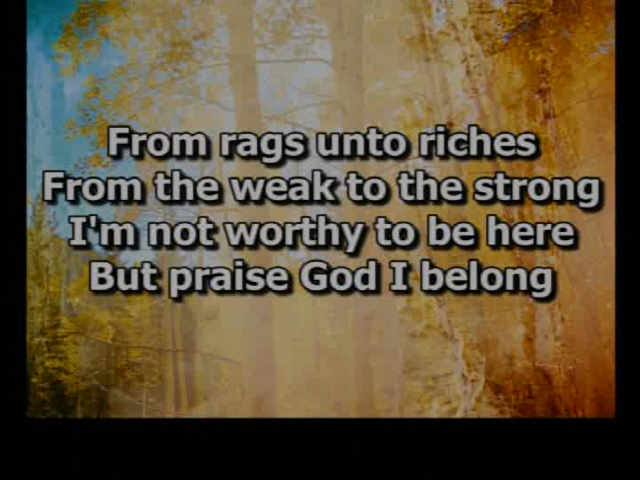 From rags unto riches
From the weak to the strong
I'm not worthy to be here
But praise God I belong